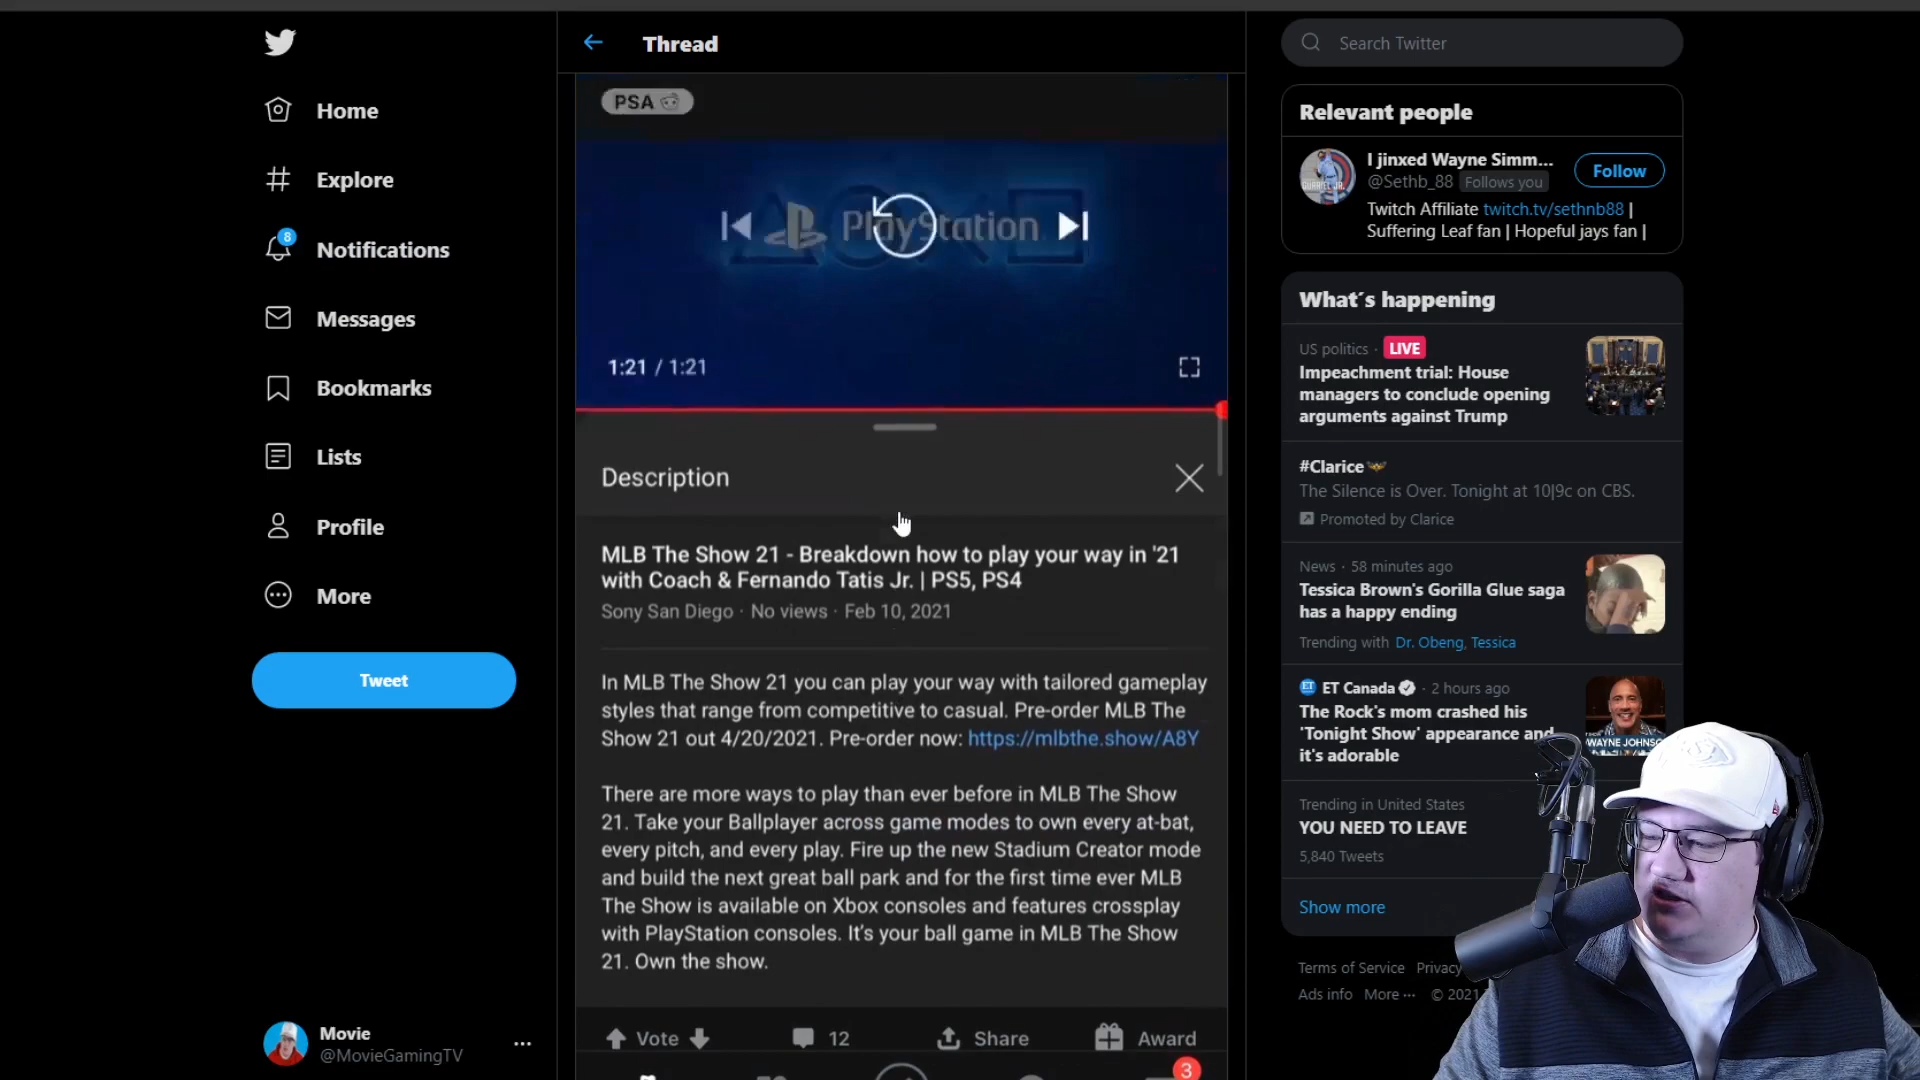 Home
Explore
8
Notifications
Messages
Bookmarks
Lists
Profile
More
Tweet
Movie
@MovieGamingTV
Thread
PSA
PlayStation
1:21 / 1:21
Description
MLB The Show 21 - Breakdown how to play your way in '21
with Coach & Fernando Tatis Jr. | PS5, PS4
Sony San Diego · No views · Feb 10, 2021
In MLB The Show 21 you can play your way with tailored gameplay
styles that range from competitive to casual. Pre-order MLB The
Show 21 out 4/20/2021. Pre-order now: https://mlbthe.show/A8Y
There are more ways to play than ever before in MLB The Show
21. Take your Ballplayer across game modes to own every at-bat,
every pitch, and every play. Fire up the new Stadium Creator mode
and build the next great ball park and for the first time ever MLB
The Show is available on Xbox consoles and features crossplay
with PlayStation consoles. It's your ball game in MLB The Show
21. Own the show.
Vote 12 Share Award
3
Search Twitter
Relevant people
I jinxed Wayne Simm...
@Sethb_88 Follows you
Follow
Twitch Affiliate twitch.tv/sethnb88 |
Suffering Leaf fan | Hopeful jays fan |
What's happening
US politics · LIVE
Impeachment trial: House
managers to conclude opening
arguments against Trump
#Clarice
The Silence is Over. Tonight at 10|9c on CBS.
Promoted by Clarice
News · 58 minutes ago
Tessica Brown's Gorilla Glue saga
has a happy ending
Trending with Dr. Obeng, Tessica
ET Canada · 2 hours ago
The Rock's mom crashed his
'Tonight Show' appearance and
it's adorable
Trending in United States
YOU NEED TO LEAVE
5,840 Tweets
Show more
Terms of Service Privacy
Ads info More ··· © 2021